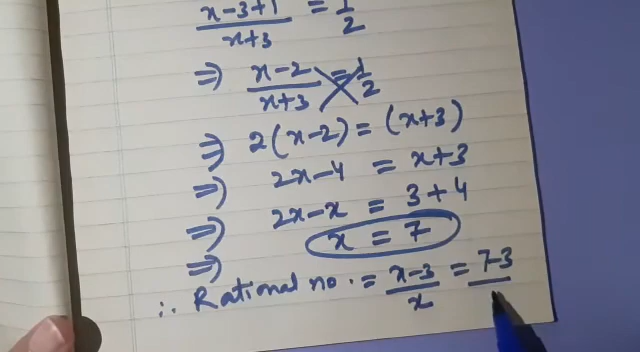 x-3+1/x+3 = 1/2
⇒ x-2/x+3 = 1/2
⇒ 2(x-2) = (x+3)
⇒ 2x-4 = x+3
⇒ 2x-x = 3+4
⇒ x = 7
∴ Rational no. = x-3/x = 7-3/